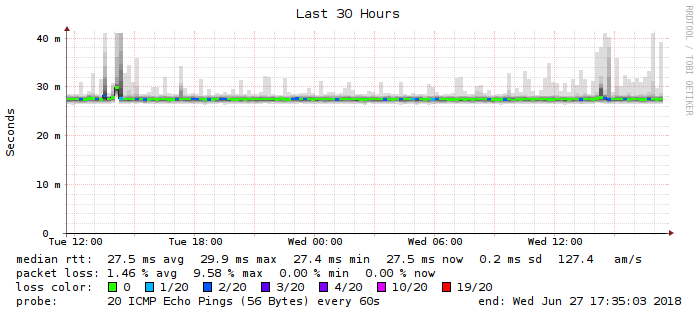 Last 30 Hours
RRDTOOL / TOBI OETIKER
Seconds
40 m
30 m
20 m
10 m
0
Tue 12:00 Tue 18:00 Wed 00:00 Wed 06:00 Wed 12:00
median rtt: 27.5 ms avg 29.9 ms max 27.4 ms min 27.5 ms now 0.2 ms sd 127.4 am/s
packet loss: 1.46 % avg 9.58 % max 0.00 % min 0.00 % now
loss color: 0 1/20 2/20 3/20 4/20 10/20 19/20
probe: 20 ICMP Echo Pings (56 Bytes) every 60s end: Wed Jun 27 17:35:03 2018